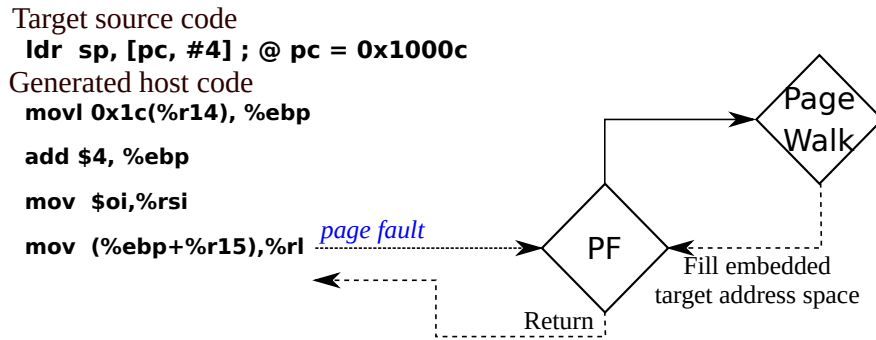 Target source code
ldr sp, [pc, #4] ; @ pc = 0x1000c
Generated host code
movl 0x1c(%r14), %ebp
add $4, %ebp
mov $oi,%rsi
mov (%ebp+%r15),%rl
page fault
PF
Page
Walk
Fill embedded
target address space
Return